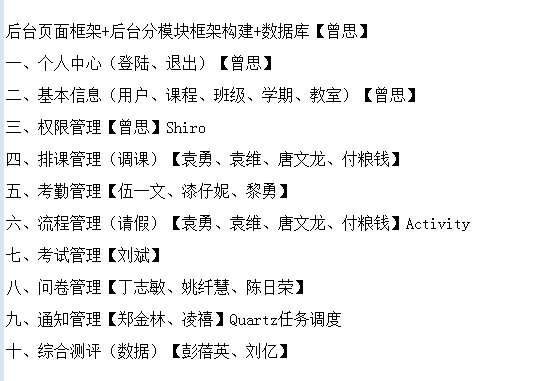 后台页面框架+后台分模块框架构建+数据库【曾思】
一、个人中心（登陆、退出）【曾思】
二、基本信息（用户、课程、班级、学期、教室）【曾思】
三、权限管理【曾思】Shiro
四、排课管理（调课）【袁勇、袁维、唐文龙、付粮钱】
五、考勤管理【伍一文、漆仔妮、黎勇】
六、流程管理（请假）【袁勇、袁维、唐文龙、付粮钱】Activity
七、考试管理【刘斌】
八、问卷管理【丁志敏、姚纤慧、陈日荣】
九、通知管理【郑金林、凌禧】Quartz任务调度
十、综合测评（数据）【彭蓓英、刘亿】